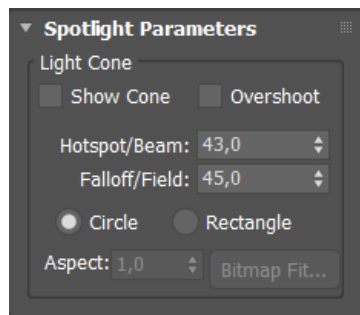 Spotlight Parameters
Light Cone
Show Cone Overshoot
Hotspot/Beam: 43,0
Falloff/Field: 45,0
Circle Rectangle
Aspect: 1,0 Bitmap Fit...